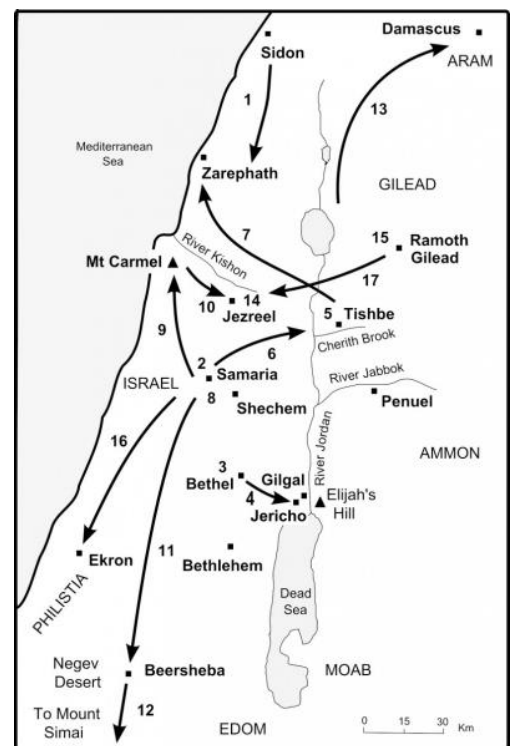 Damascus
Sidon
ARAM
1
13
Mediterranean
Sea
Zarephath
GILEAD
7
15
Ramoth
Gilead
River Kishon
Mt Carmel
17
10
14
Jezreel
5
Tishbe
9
Cherith Brook
2
6
Samaria
ISRAEL
8
River Jabbok
Shechem
Penuel
16
River Jordan
AMMON
3
Bethel
4
Gilgal
Jericho
Elijah's
Hill
11
Ekron
Bethlehem
PHILISTIA
Dead
Sea
Negev
Desert
Beersheba
MOAB
To Mount
Simai
12
EDOM
0 15 30 Km